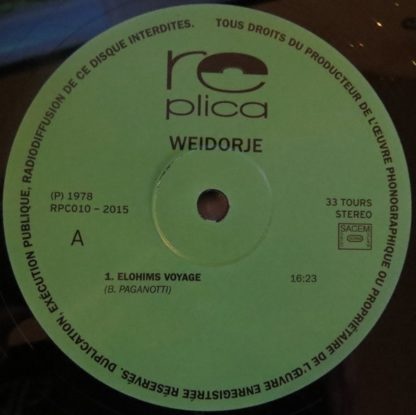 TOUS DROITS DU PRODUCTEUR DE L'ŒUVRE PHONOGRAPHIQUE OU PROPRIÉTAIRE DE L'ŒUVRE ENREGISTRÉE RÉSERVÉS. DUPLICATION, EXÉCUTION PUBLIQUE, RADIODIFFUSION DE CE DISQUE INTERDITES.
re
plica
WEIDORJE
(P) 1978
RPC010 – 2015
33 TOURS
STEREO
SACEM
A
1. ELOHIMS VOYAGE 16:23
(B. PAGANOTTI)